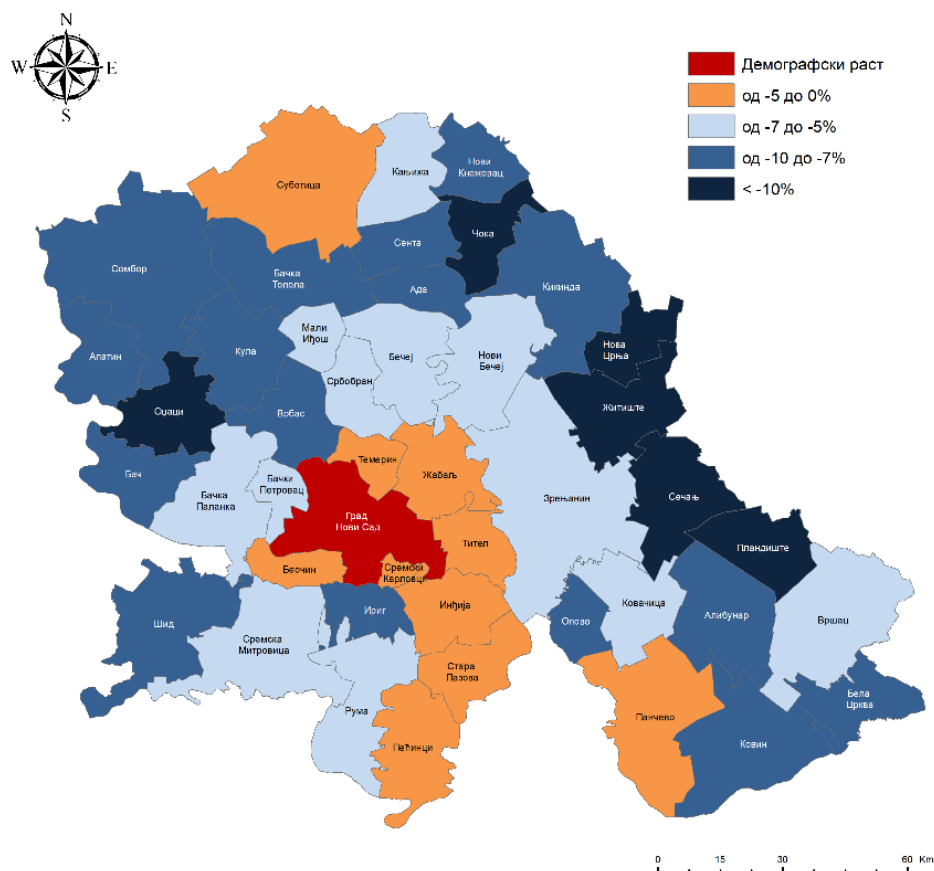 N
W
E
S
Демографски раст
од -5 до 0%
од -7 до -5%
од -10 до -7%
< -10%
Суботица
Кањижа
Нови
Кнежевац
Чока
Сента
Сомбор
Бачка
Топола
Ада
Кикинда
Мали
Иђош
Нова
Црња
Апатин
Кула
Бечеј
Нови
Бечеј
Србобран
Житиште
Оџаци
Врбас
Темерин
Жабаљ
Бач
Бачки
Петровац
Бачка
Паланка
Зрењанин
Сечањ
Град
Нови Сад
Тител
Пландиште
Беочин
Сремски
Карловци
Шид
Ириг
Инђија
Опово
Ковачица
Алибунар
Вршац
Сремска
Митровица
Стара
Пазова
Бела
Црква
Рума
Панчево
Пећинци
Ковин
0 15 30 60 Km